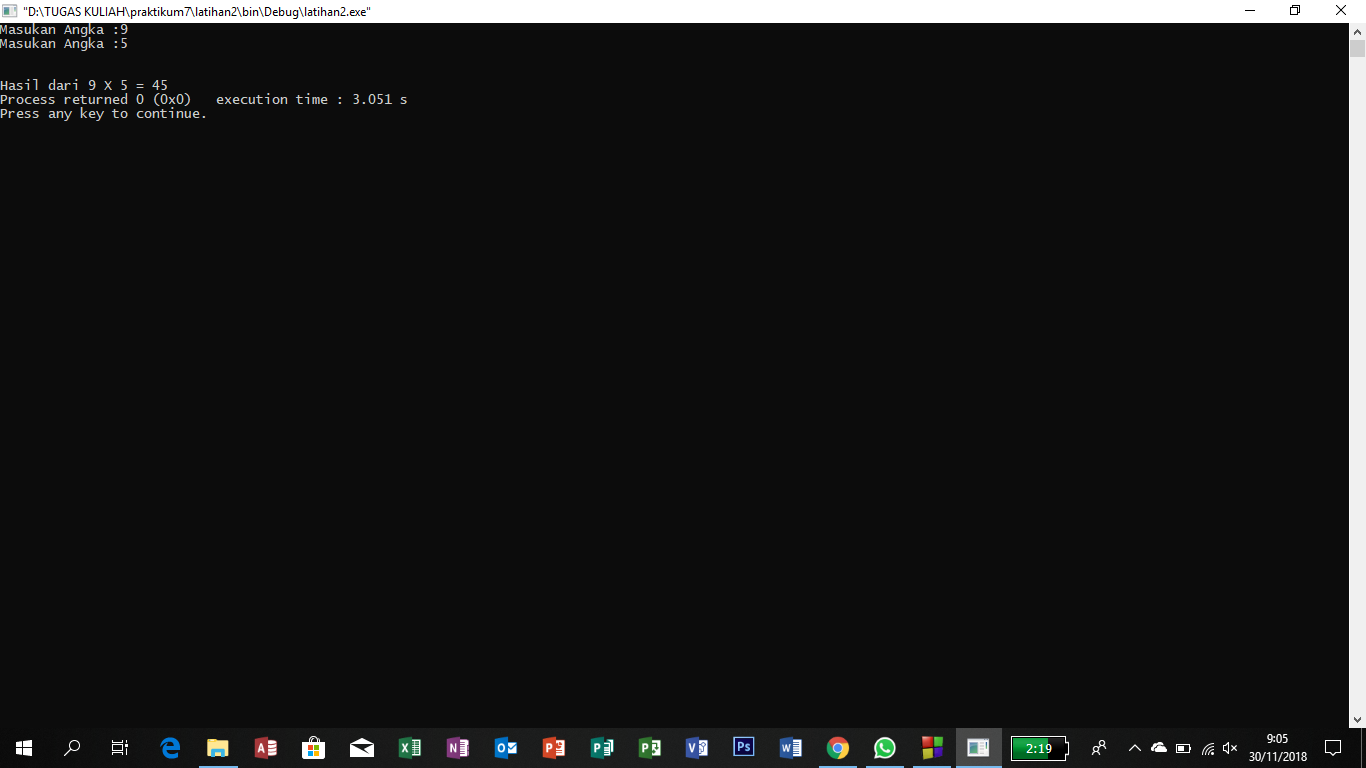 "D:\TUGAS KULIAH\praktikum7\latihan2\bin\Debug\latihan2.exe"
Masukan Angka :9
Masukan Angka :5
Hasil dari 9 X 5 = 45
Process returned 0 (0x0)   execution time : 3.051 s
Press any key to continue.
2:19
9:05
30/11/2018